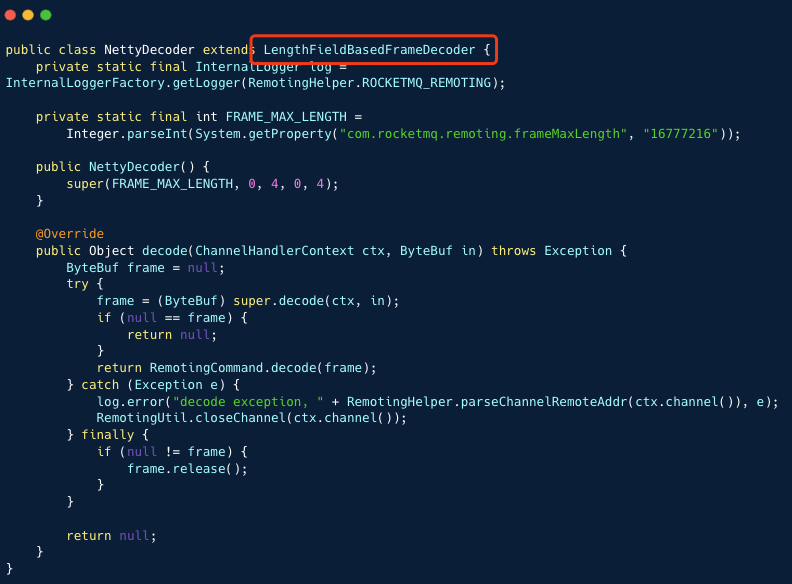 public class NettyDecoder extends LengthFieldBasedFrameDecoder {
    private static final InternalLogger log =
InternalLoggerFactory.getLogger(RemotingHelper.ROCKETMQ_REMOTING);

    private static final int FRAME_MAX_LENGTH =
        Integer.parseInt(System.getProperty("com.rocketmq.remoting.frameMaxLength", "16777216"));

    public NettyDecoder() {
        super(FRAME_MAX_LENGTH, 0, 4, 0, 4);
    }

    @Override
    public Object decode(ChannelHandlerContext ctx, ByteBuf in) throws Exception {
        ByteBuf frame = null;
        try {
            frame = (ByteBuf) super.decode(ctx, in);
            if (null == frame) {
                return null;
            }
            return RemotingCommand.decode(frame);
        } catch (Exception e) {
            log.error("decode exception, " + RemotingHelper.parseChannelRemoteAddr(ctx.channel()), e);
            RemotingUtil.closeChannel(ctx.channel());
        } finally {
            if (null != frame) {
                frame.release();
            }
        }

        return null;
    }
}